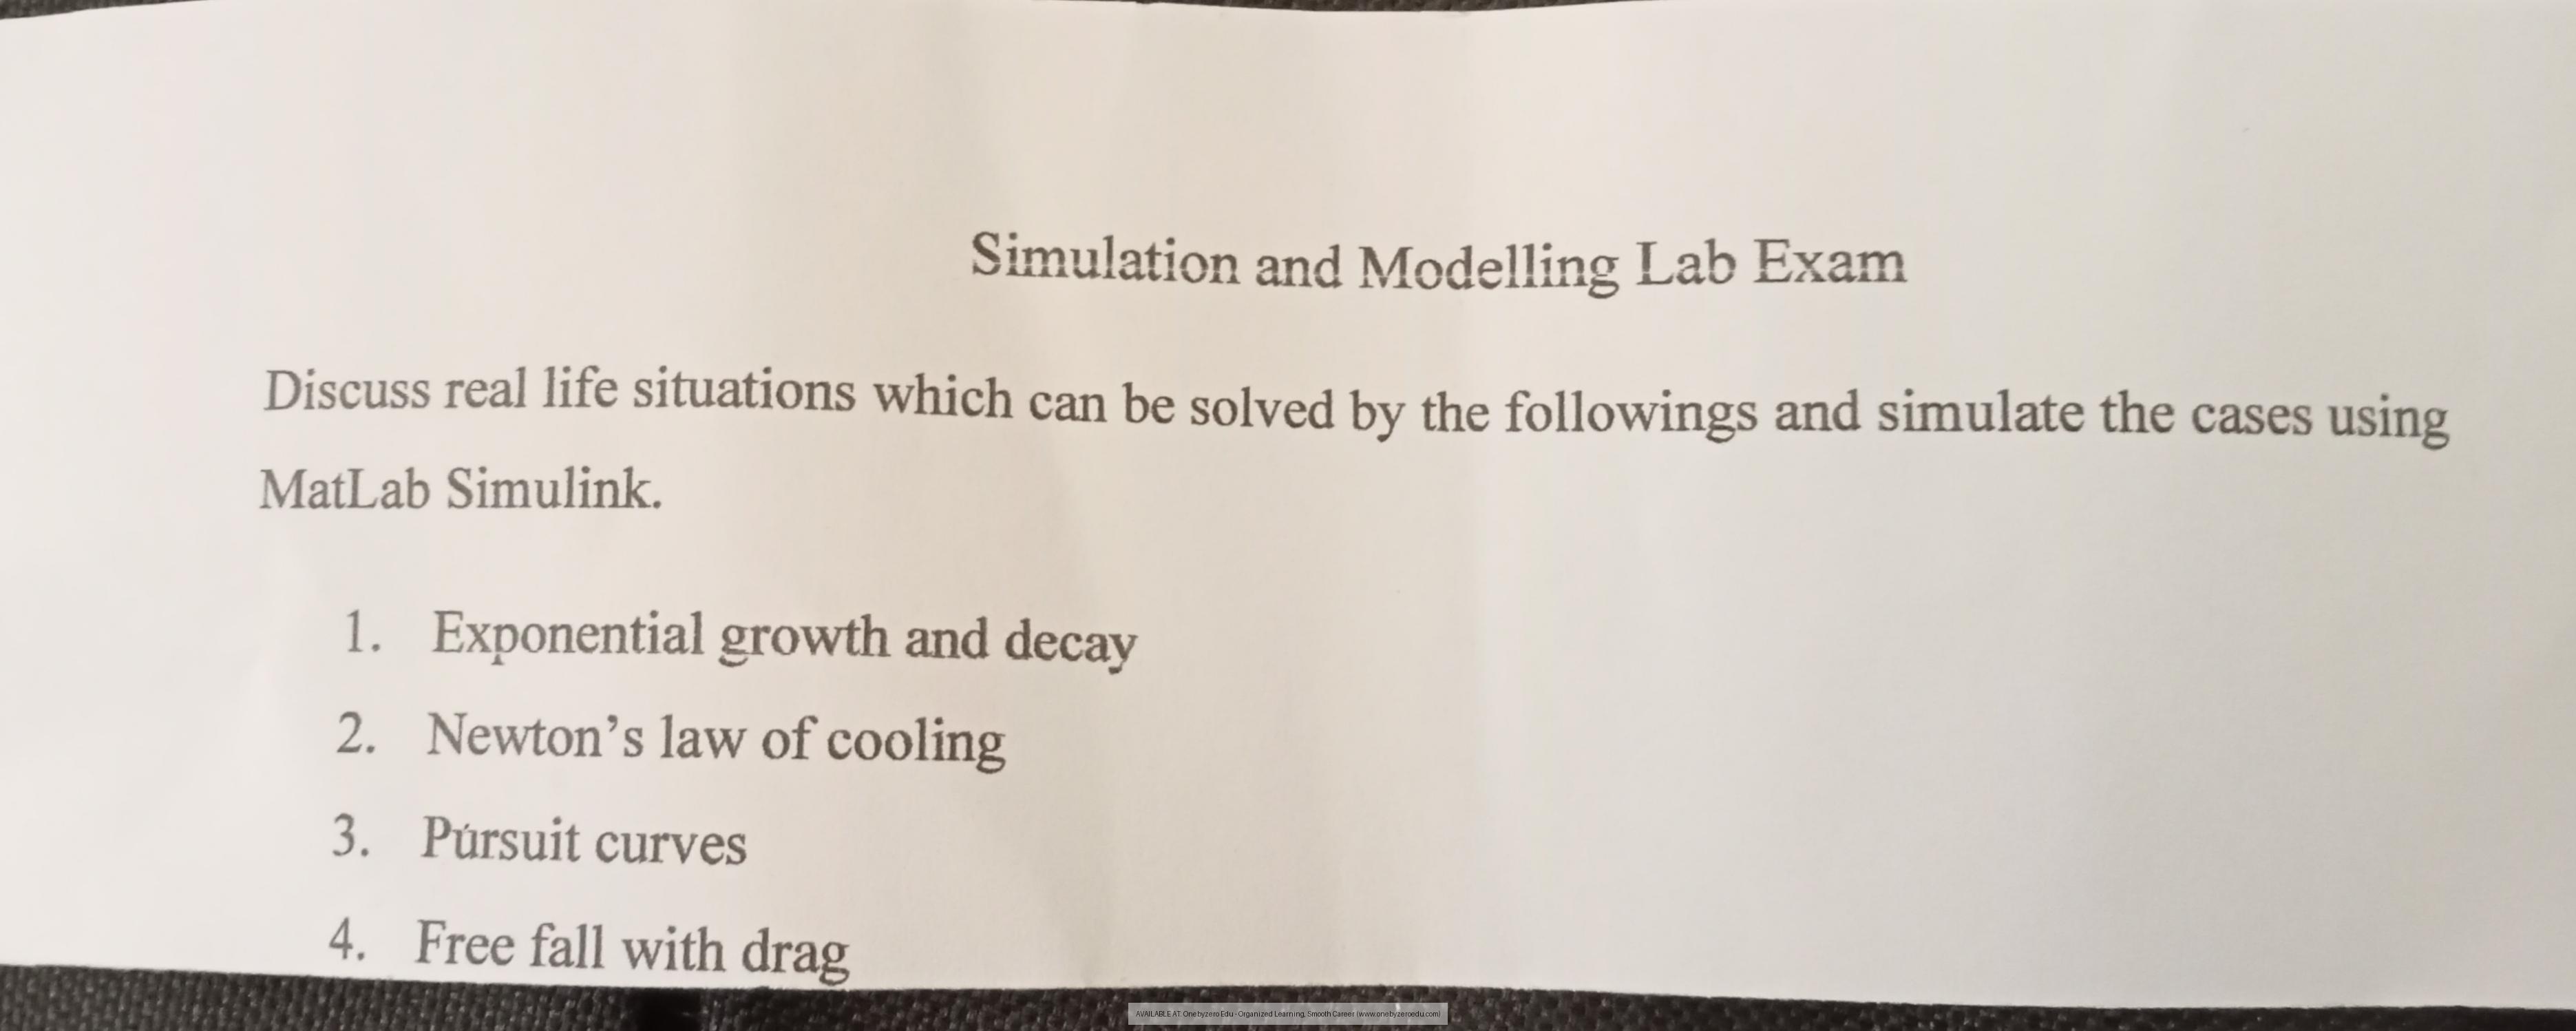 Simulation and Modelling Lab Exam
Discuss real life situations which can be solved by the followings and simulate the cases using
MatLab Simulink.
1. Exponential growth and decay
2. Newton's law of cooling
3. Pursuit curves
4. Free fall with drag
AVAILABLE AT: Onebyzero Edu - Organized Learning, Smooth Career (www.onebyzeroedu.com)